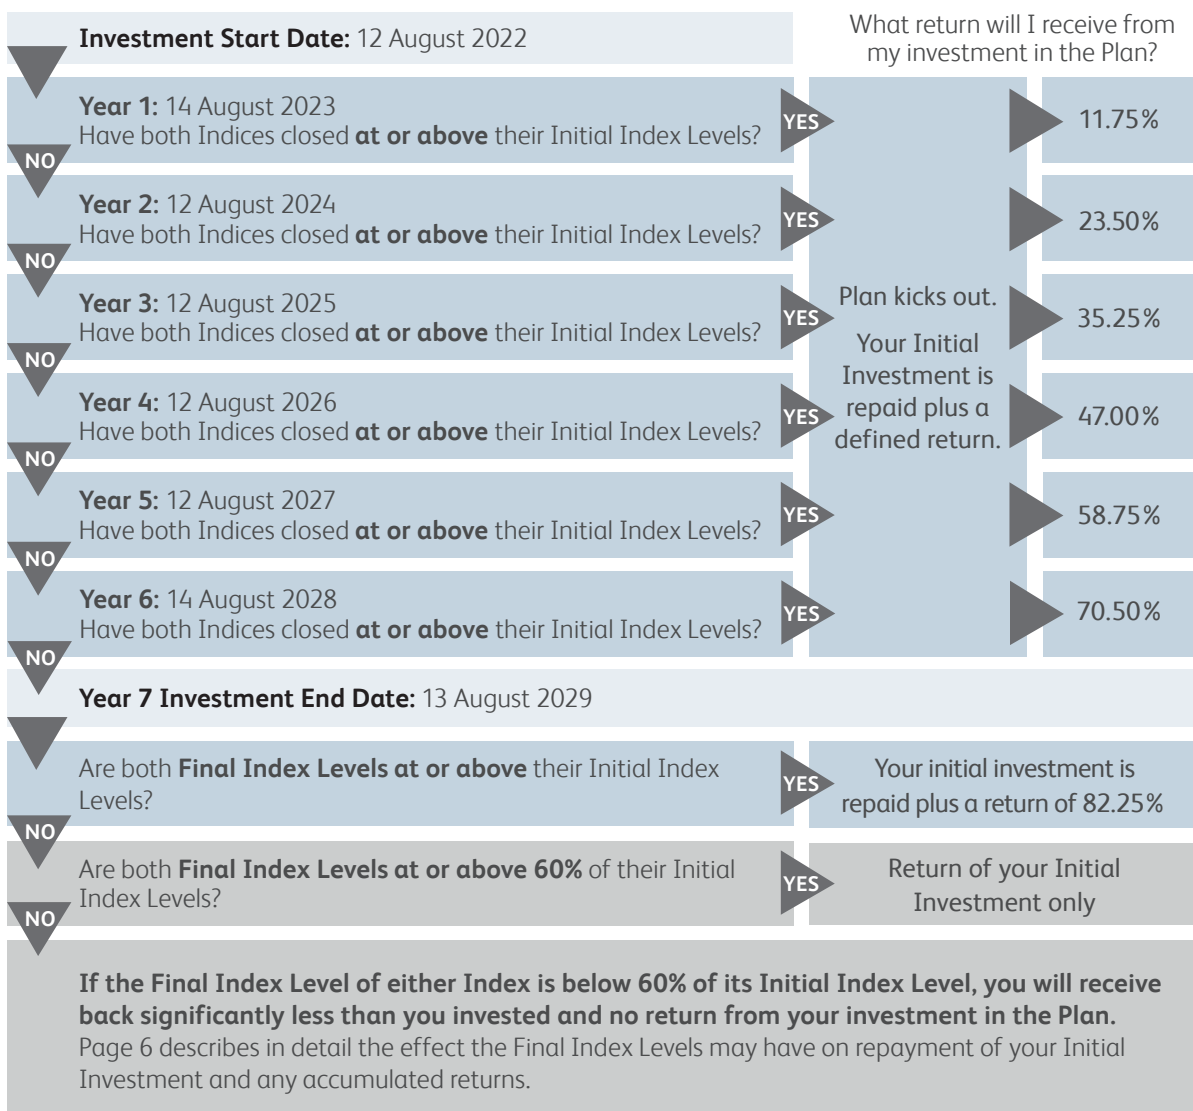 Investment Start Date: 12 August 2022
What return will I receive from
my investment in the Plan?
Year 1: 14 August 2023
Have both Indices closed at or above their Initial Index Levels?
YES
11.75%
NO
Year 2: 12 August 2024
Have both Indices closed at or above their Initial Index Levels?
YES
23.50%
NO
Year 3: 12 August 2025
Have both Indices closed at or above their Initial Index Levels?
YES
Plan kicks out.
Your Initial
Investment is
repaid plus a
defined return.
35.25%
NO
Year 4: 12 August 2026
Have both Indices closed at or above their Initial Index Levels?
YES
47.00%
NO
Year 5: 12 August 2027
Have both Indices closed at or above their Initial Index Levels?
YES
58.75%
NO
Year 6: 14 August 2028
Have both Indices closed at or above their Initial Index Levels?
YES
70.50%
NO
Year 7 Investment End Date: 13 August 2029
Are both Final Index Levels at or above their Initial Index
Levels?
YES
Your initial investment is
repaid plus a return of 82.25%
NO
Are both Final Index Levels at or above 60% of their Initial
Index Levels?
YES
Return of your Initial
Investment only
NO
If the Final Index Level of either Index is below 60% of its Initial Index Level, you will receive
back significantly less than you invested and no return from your investment in the Plan.
Page 6 describes in detail the effect the Final Index Levels may have on repayment of your Initial
Investment and any accumulated returns.